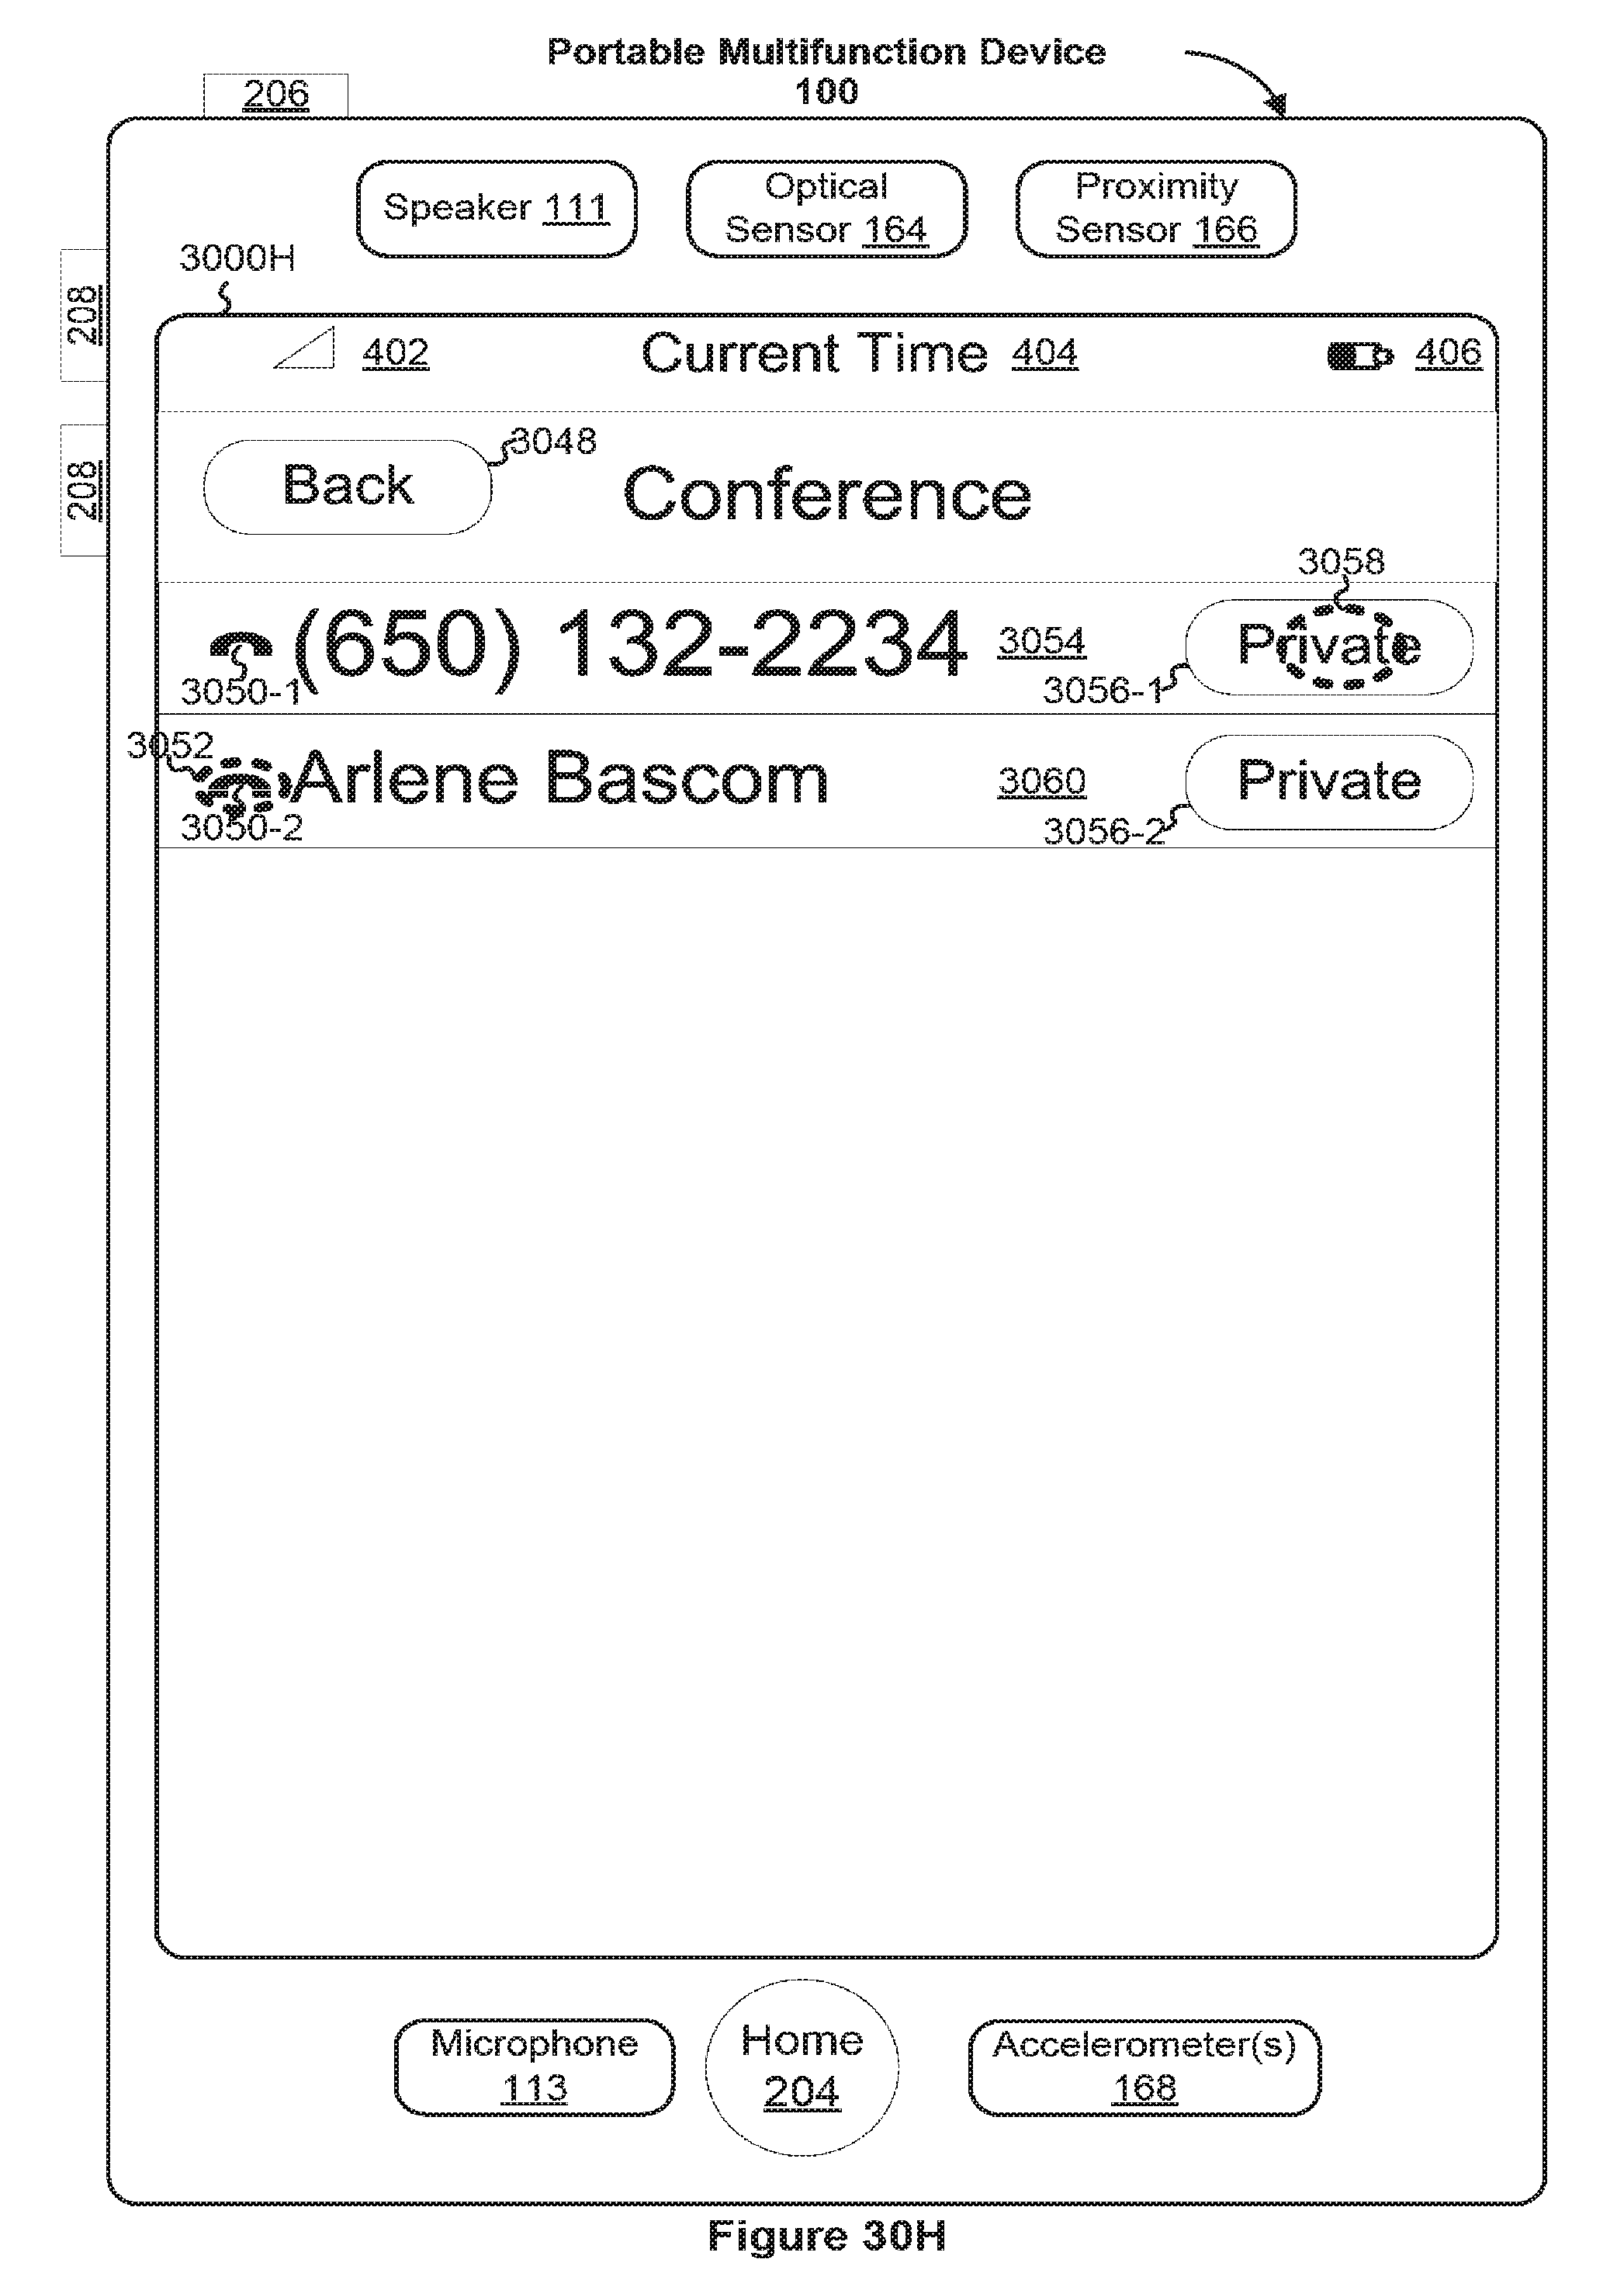 Portable Multifunction Device
100
206
Speaker 111
Optical
Sensor 164
Proximity
Sensor 166
3000H
208
208
402
Current Time 404
406
Back
3048
Conference
3058
(650) 132-2234
3054
Private
3050-1
3056-1
3052
Arlene Bascom
3060
Private
3050-2
3056-2
Microphone
113
Home
204
Accelerometer(s)
168
Figure 30H